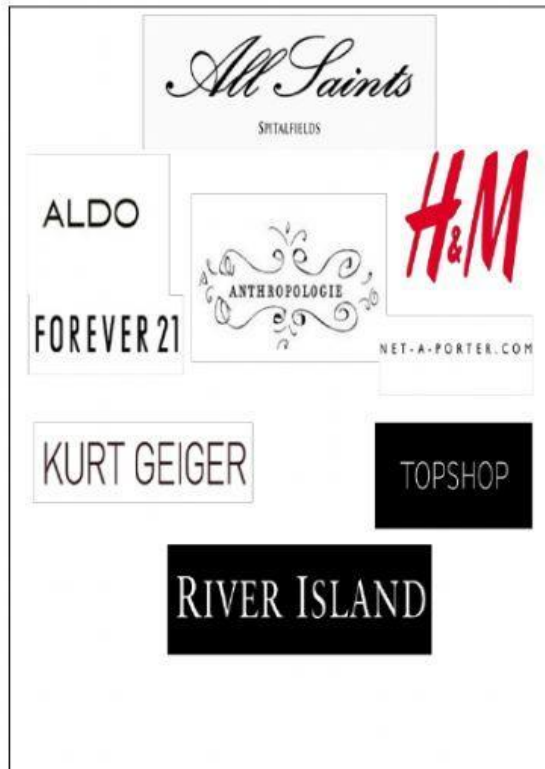 All Saints
SPITALFIELDS
ALDO
H&M
ANTHROPOLOGIE
FOREVER 21
NET-A-PORTER.COM
KURT GEIGER
TOPSHOP
RIVER ISLAND